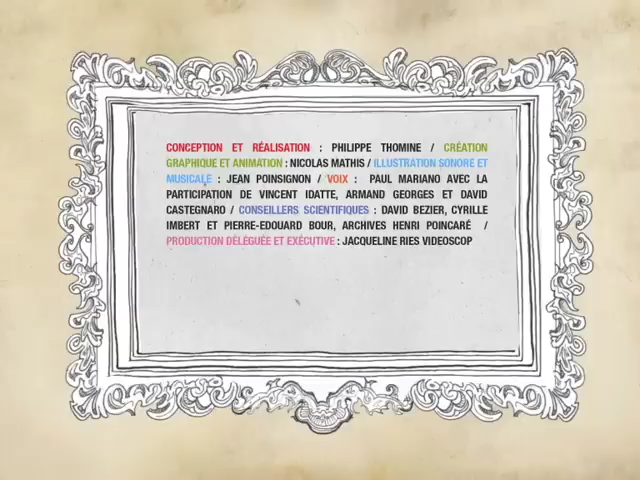 CONCEPTION ET RÉALISATION : PHILIPPE THOMINE / CRÉATION
GRAPHIQUE ET ANIMATION : NICOLAS MATHIS / ILLUSTRATION SONORE ET
MUSICALE : JEAN POINSIGNON / VOIX : PAUL MARIANO AVEC LA
PARTICIPATION DE VINCENT IDATTE, ARMAND GEORGES ET DAVID
CASTEGNARO / CONSEILLERS SCIENTIFIQUES : DAVID BEZIER, CYRILLE
IMBERT ET PIERRE-EDOUARD BOUR, ARCHIVES HENRI POINCARÉ /
PRODUCTION DÉLÉGUÉE ET EXÉCUTIVE : JACQUELINE RIES VIDEOSCOP